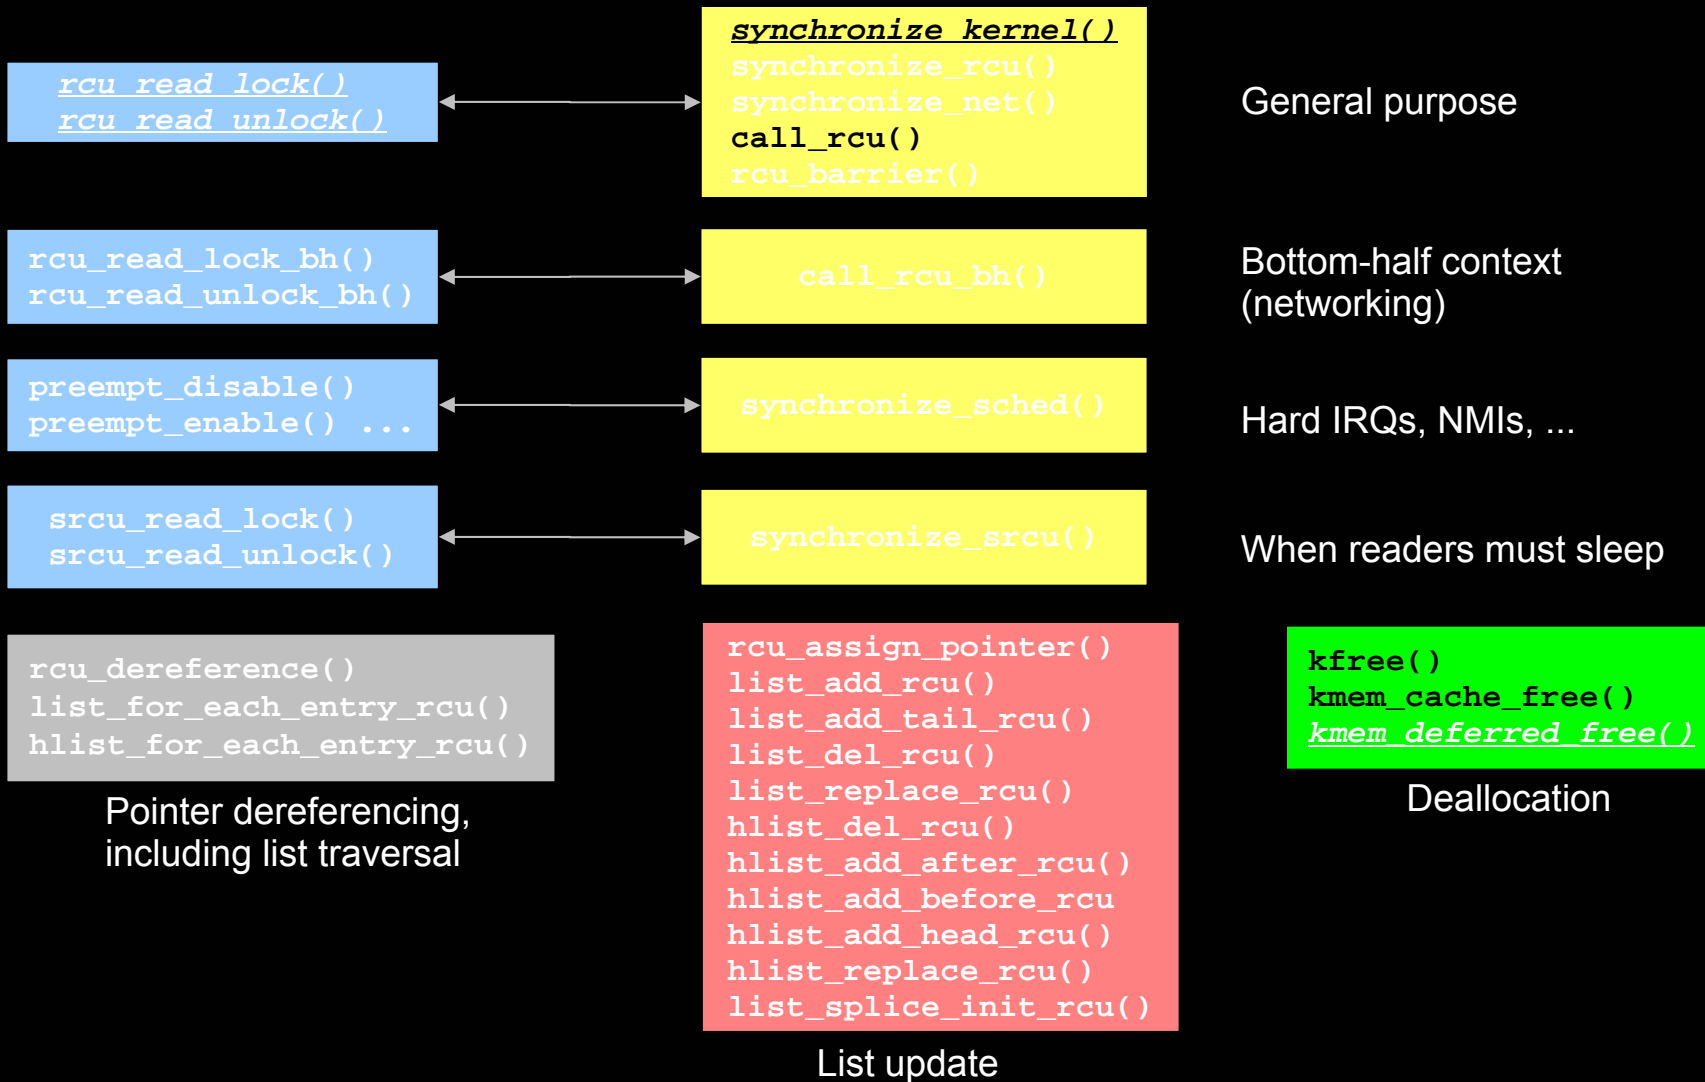 synchronize_kernel()
rcu_read_lock()
synchronize_rcu()
rcu_read_unlock()
synchronize_net()
General purpose
call_rcu()
rcu_barrier()
rcu_read_lock_bh()
rcu_read_unlock_bh()
call_rcu_bh()
Bottom-half context
(networking)
preempt_disable()
preempt_enable() ...
synchronize_sched()
Hard IRQs, NMIs, ...
srcu_read_lock()
srcu_read_unlock()
synchronize_srcu()
When readers must sleep
rcu_dereference()
list_for_each_entry_rcu()
hlist_for_each_entry_rcu()
Pointer dereferencing,
including list traversal
rcu_assign_pointer()
list_add_rcu()
list_add_tail_rcu()
list_del_rcu()
list_replace_rcu()
hlist_del_rcu()
hlist_add_after_rcu()
hlist_add_before_rcu
hlist_add_head_rcu()
hlist_replace_rcu()
list_splice_init_rcu()
List update
kfree()
kmem_cache_free()
kmem_deferred_free()
Deallocation